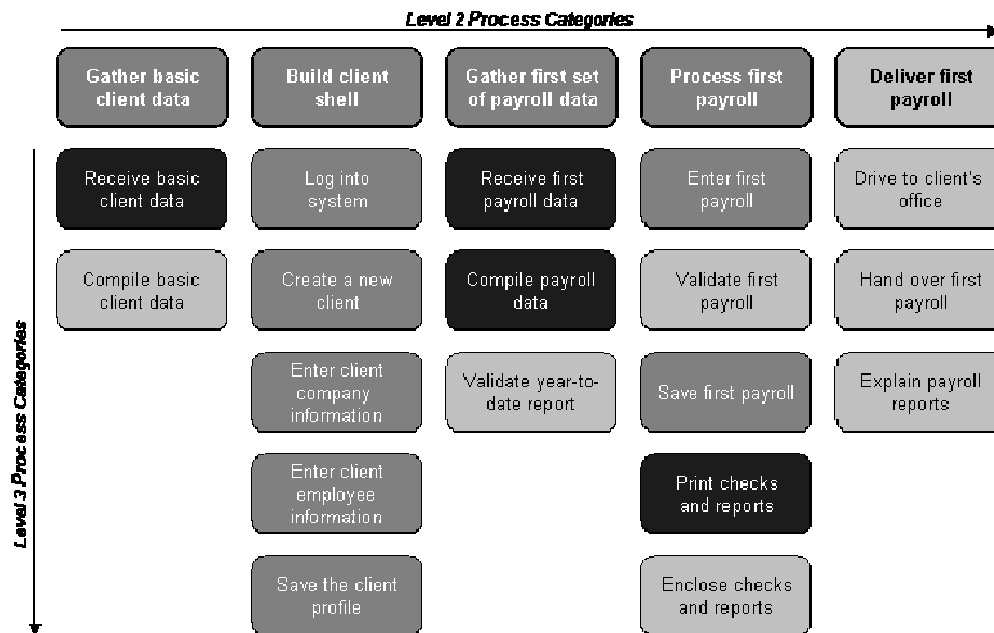 Level 2 Process Categories
Gather basic
client data
Build client
shell
Gather first set
of payroll data
Process first
payroll
Deliver first
payroll
Level 3 Process Categories
Receive basic
client data
Log into
system
Receive first
payroll data
Enter first
payroll
Drive to client's
office
Compile basic
client data
Create a new
client
Compile payroll
data
Validate first
payroll
Hand over first
payroll
Enter client
company
information
Validate year-to-
date report
Save first payroll
Explain payroll
reports
Enter client
employee
information
Print checks
and reports
Save the client
profile
Enclose checks
and reports